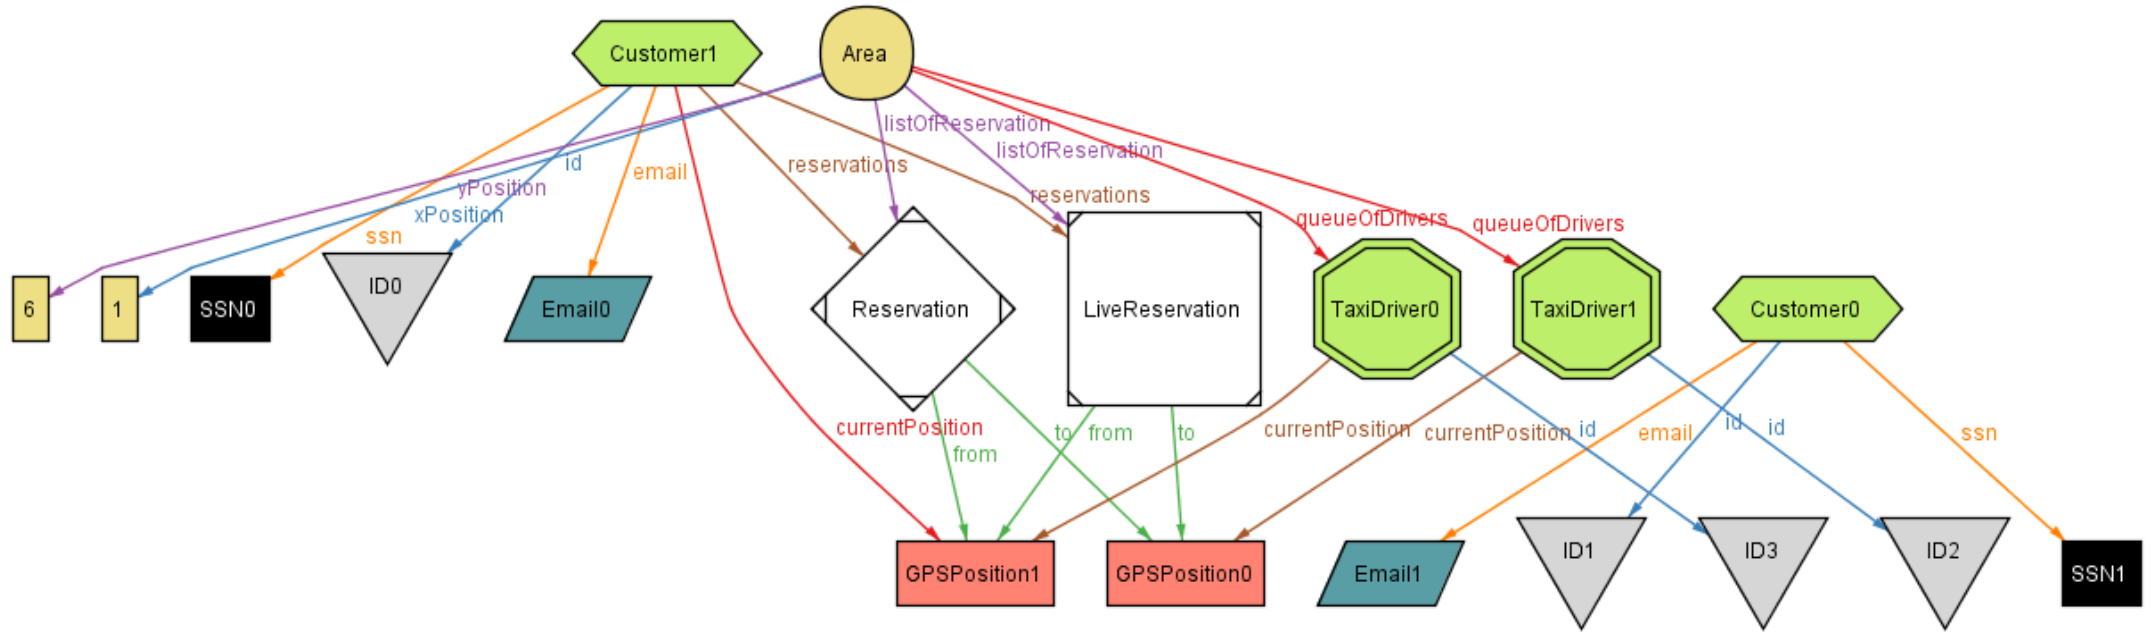 Customer1
Area
listOfReservation
listOfReservation
id
email
reservations
yPosition
reservations
xPosition
queueOfDrivers
queueOfDrivers
ssn
6
1
SSN0
ID0
Email0
Reservation
LiveReservation
TaxiDriver0
TaxiDriver1
Customer0
currentPosition
from
to
from
to
currentPosition
currentPosition
id
email
id
id
ssn
GPSPosition1
GPSPosition0
Email1
ID1
ID3
ID2
SSN1